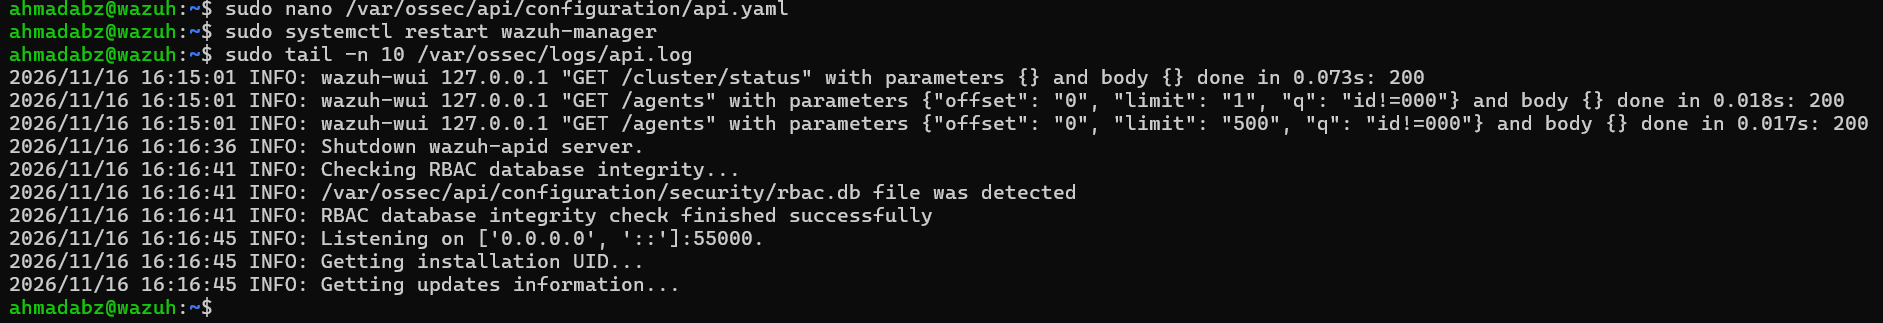 ahmadabz@wazuh:~$ sudo nano /var/ossec/api/configuration/api.yaml
ahmadabz@wazuh:~$ sudo systemctl restart wazuh-manager
ahmadabz@wazuh:~$ sudo tail -n 10 /var/ossec/logs/api.log
2026/11/16 16:15:01 INFO: wazuh-wui 127.0.0.1 "GET /cluster/status" with parameters {} and body {} done in 0.073s: 200
2026/11/16 16:15:01 INFO: wazuh-wui 127.0.0.1 "GET /agents" with parameters {"offset": "0", "limit": "1", "q": "id!=000"} and body {} done in 0.018s: 200
2026/11/16 16:15:01 INFO: wazuh-wui 127.0.0.1 "GET /agents" with parameters {"offset": "0", "limit": "500", "q": "id!=000"} and body {} done in 0.017s: 200
2026/11/16 16:16:36 INFO: Shutdown wazuh-apid server.
2026/11/16 16:16:41 INFO: Checking RBAC database integrity...
2026/11/16 16:16:41 INFO: /var/ossec/api/configuration/security/rbac.db file was detected
2026/11/16 16:16:41 INFO: RBAC database integrity check finished successfully
2026/11/16 16:16:45 INFO: Listening on ['0.0.0.0', '::']:55000.
2026/11/16 16:16:45 INFO: Getting installation UID...
2026/11/16 16:16:45 INFO: Getting updates information...
ahmadabz@wazuh:~$